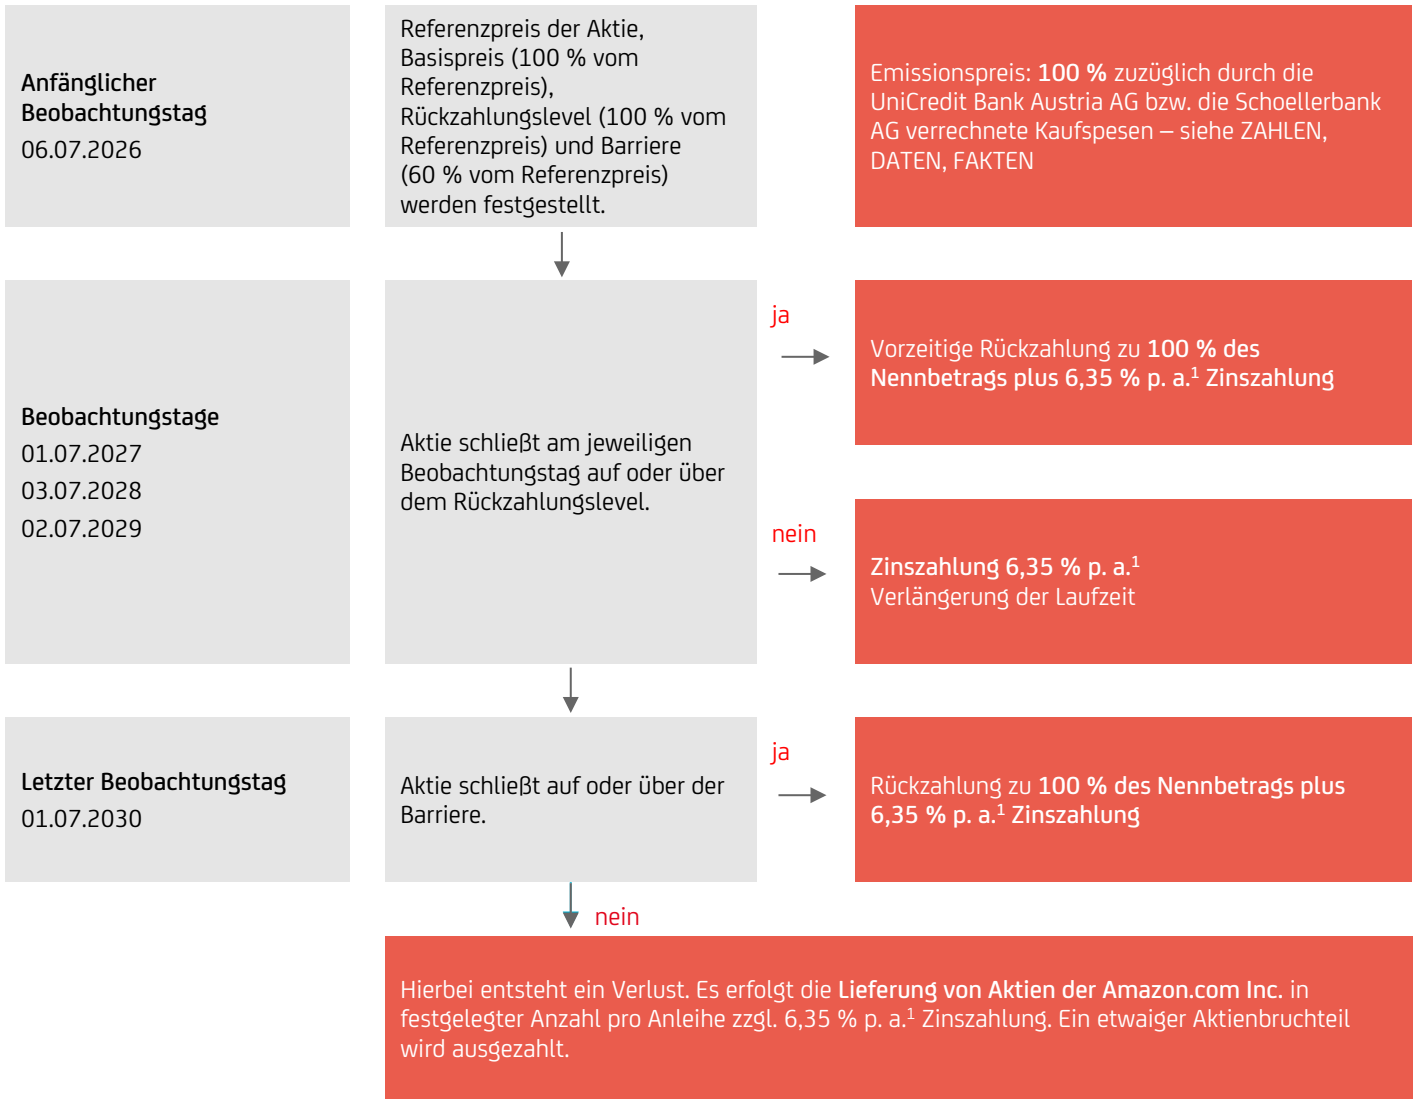 Anfänglicher
Beobachtungstag
06.07.2026
Referenzpreis der Aktie,
Basispreis (100 % vom
Referenzpreis),
Rückzahlungslevel (100 % vom
Referenzpreis) und Barriere
(60 % vom Referenzpreis)
werden festgestellt.
Emissionspreis: 100 % zuzüglich durch die
UniCredit Bank Austria AG bzw. die Schoellerbank
AG verrechnete Kaufspesen – siehe ZAHLEN,
DATEN, FAKTEN
Beobachtungstage
01.07.2027
03.07.2028
02.07.2029
Aktie schließt am jeweiligen
Beobachtungstag auf oder über
dem Rückzahlungslevel.
ja
Vorzeitige Rückzahlung zu 100 % des
Nennbetrags plus 6,35 % p. a.¹ Zinszahlung
nein
Zinszahlung 6,35 % p. a.¹
Verlängerung der Laufzeit
Letzter Beobachtungstag
01.07.2030
Aktie schließt auf oder über der
Barriere.
ja
Rückzahlung zu 100 % des Nennbetrags plus
6,35 % p. a.¹ Zinszahlung
nein
Hierbei entsteht ein Verlust. Es erfolgt die Lieferung von Aktien der Amazon.com Inc. in
festgelegter Anzahl pro Anleihe zzgl. 6,35 % p. a.¹ Zinszahlung. Ein etwaiger Aktienbruchteil
wird ausgezahlt.